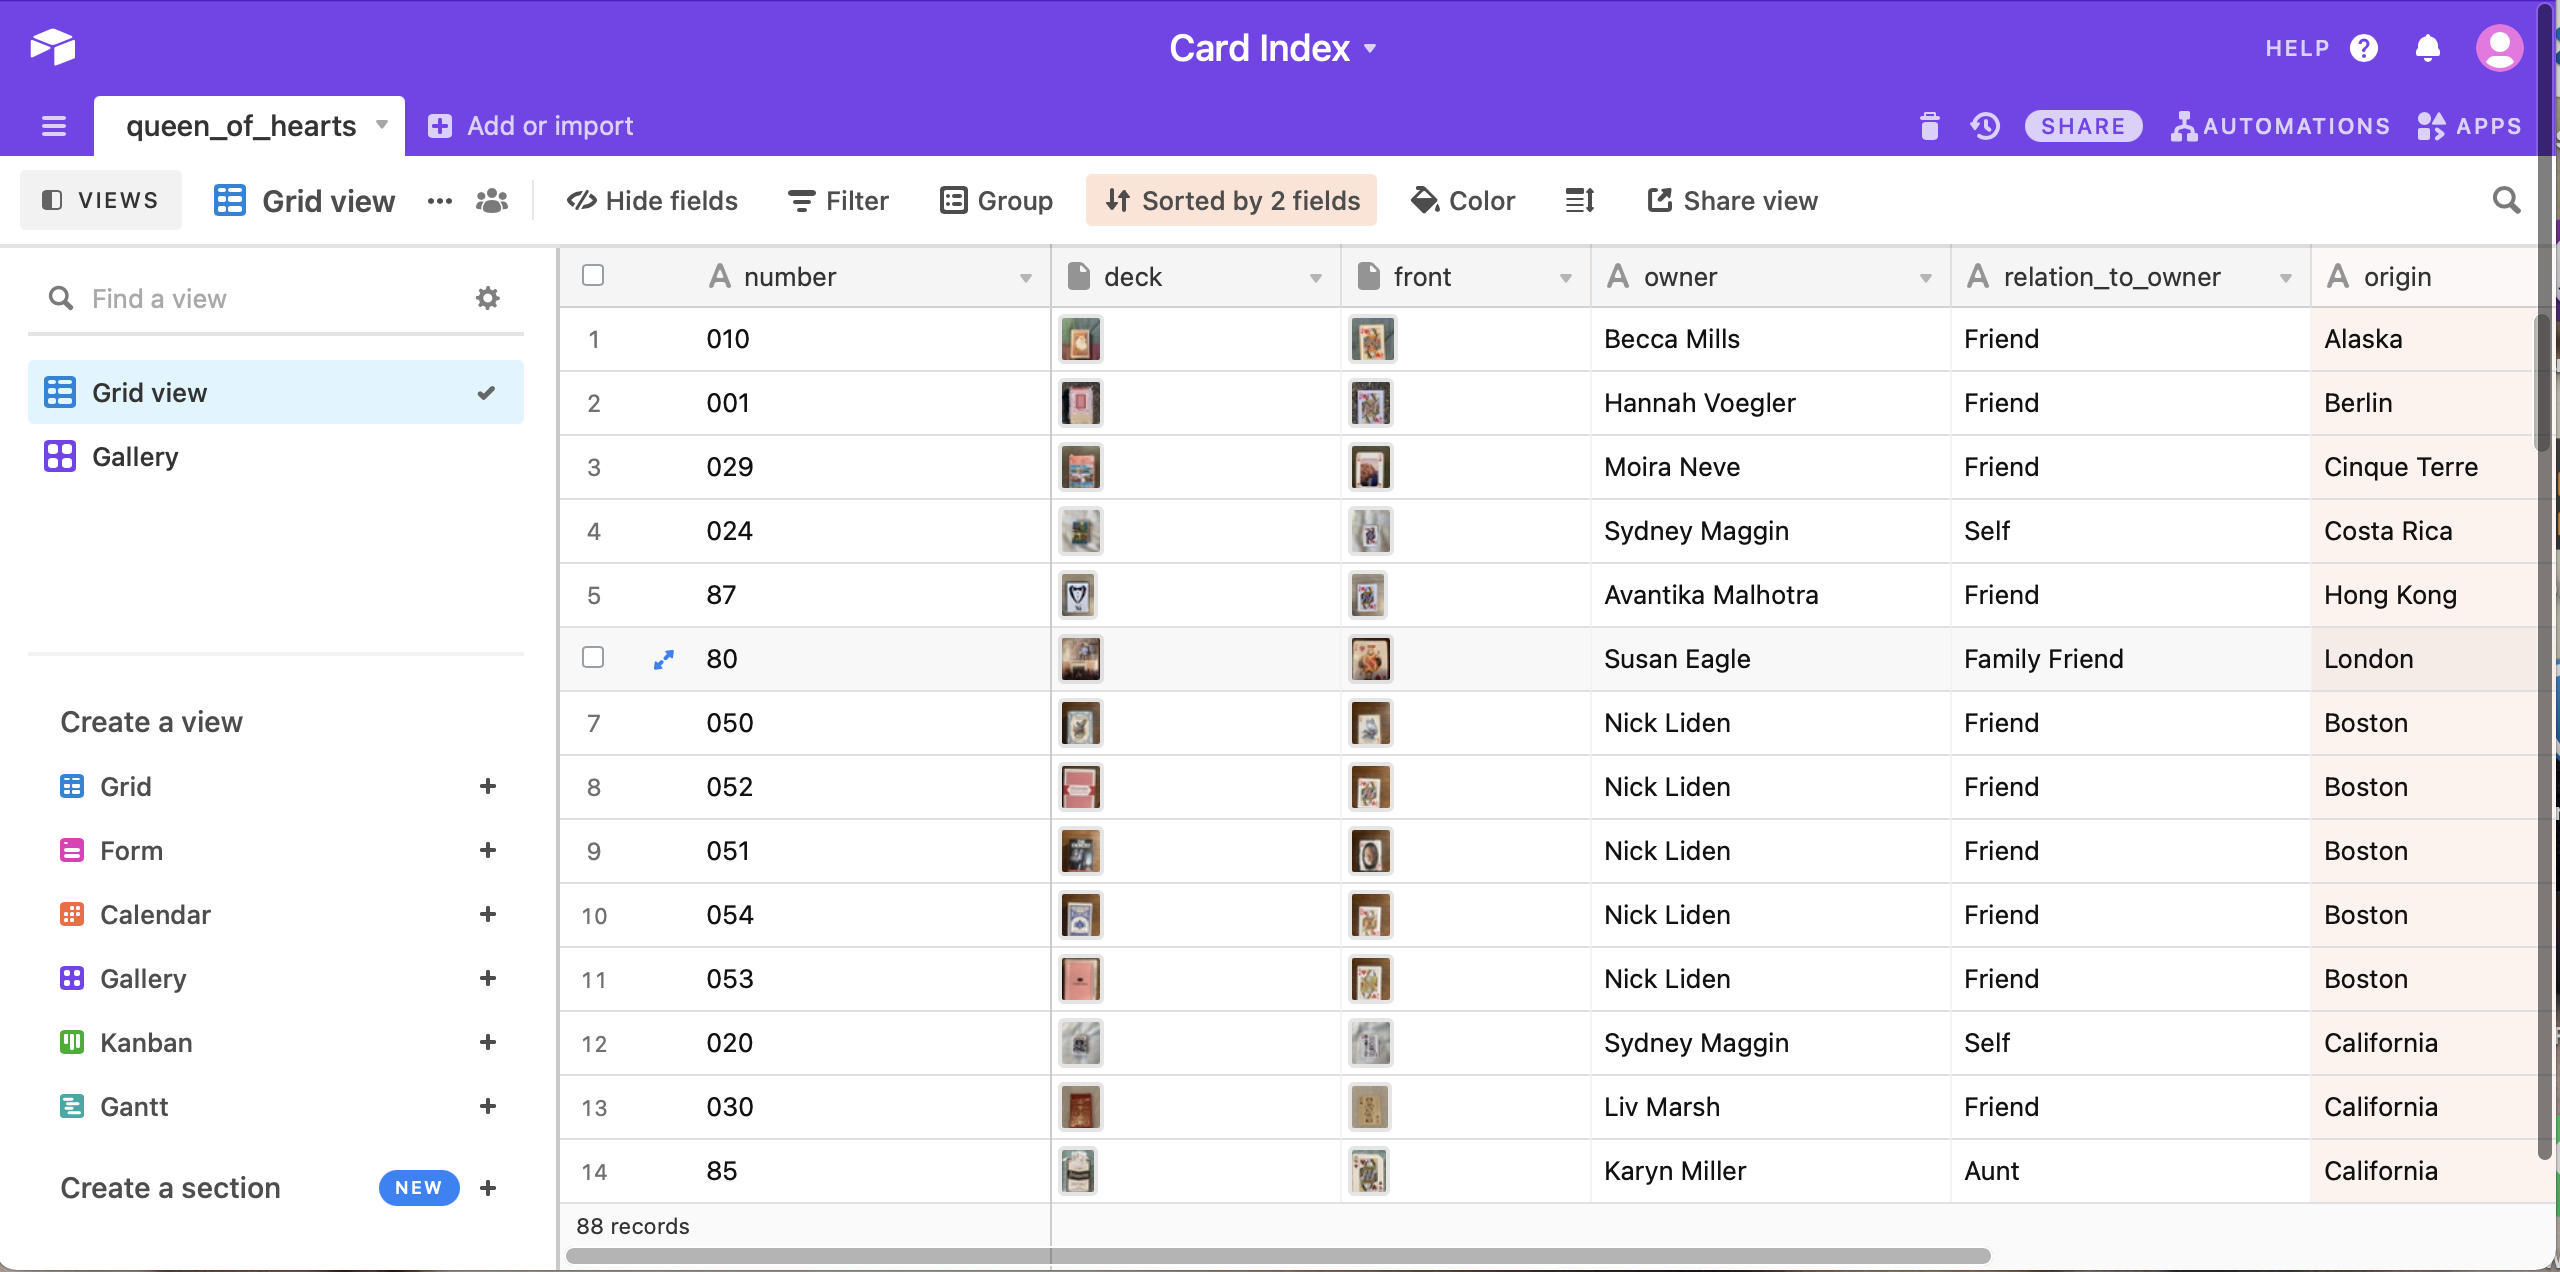 Card Index
HELP
queen_of_hearts
Add or import
SHARE
AUTOMATIONS
APPS
VIEWS
Grid view
Hide fields
Filter
Group
Sorted by 2 fields
Color
Share view
Find a view
Grid view
Gallery
Create a view
Grid
Form
Calendar
Gallery
Kanban
Gantt
Create a section NEW
number deck front owner relation_to_owner origin
1 010 Becca Mills Friend Alaska
2 001 Hannah Voegler Friend Berlin
3 029 Moira Neve Friend Cinque Terre
4 024 Sydney Maggin Self Costa Rica
5 87 Avantika Malhotra Friend Hong Kong
80 Susan Eagle Family Friend London
7 050 Nick Liden Friend Boston
8 052 Nick Liden Friend Boston
9 051 Nick Liden Friend Boston
10 054 Nick Liden Friend Boston
11 053 Nick Liden Friend Boston
12 020 Sydney Maggin Self California
13 030 Liv Marsh Friend California
14 85 Karyn Miller Aunt California
88 records